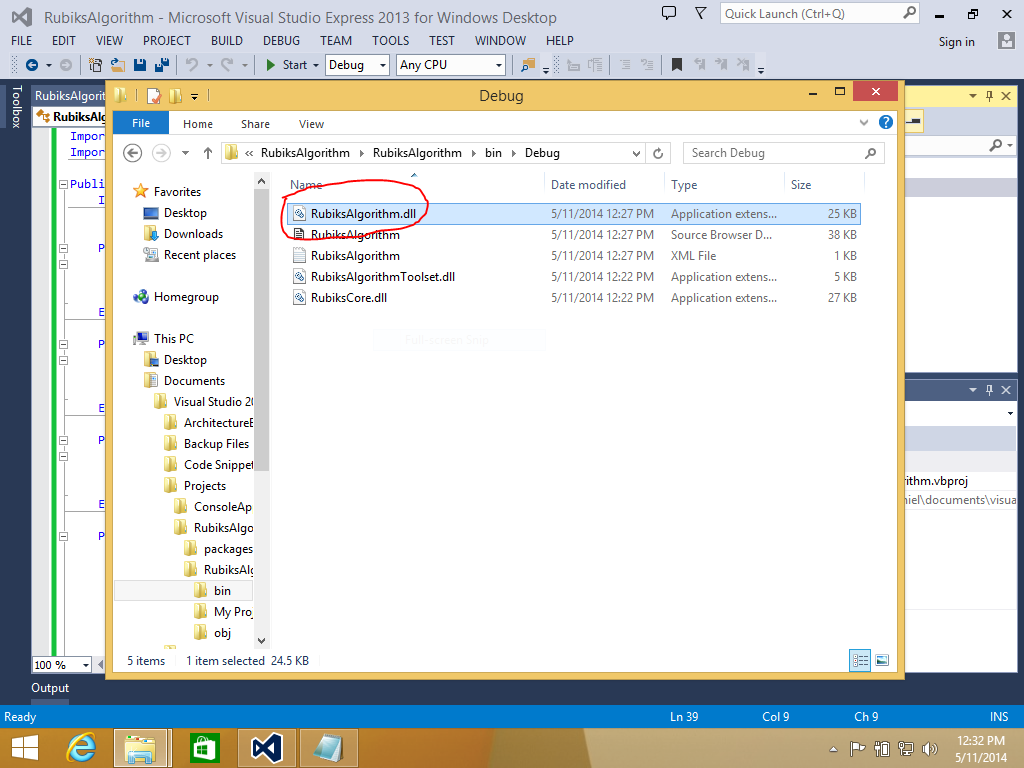 RubiksAlgorithm - Microsoft Visual Studio Express 2013 for Windows Desktop
Quick Launch (Ctrl+Q)
FILE EDIT VIEW PROJECT BUILD DEBUG TEAM TOOLS TEST WINDOW HELP
Sign in
Start Debug Any CPU
Toolbox
RubiksAlgorit
RubiksAlg
Impor
Impor
Publi
I
P
E
P
E
P
E
P
100 %
Debug
File Home Share View
« RubiksAlgorithm RubiksAlgorithm bin Debug
Search Debug
Favorites
Desktop
Downloads
Recent places
Homegroup
This PC
Desktop
Documents
Visual Studio 20
ArchitectureE
Backup Files
Code Snippet
Projects
ConsoleAp
RubiksAlgo
packages
RubiksAlg
bin
My Proj
obj
Name Date modified Type Size
RubiksAlgorithm.dll 5/11/2014 12:27 PM Application extens... 25 KB
RubiksAlgorithm 5/11/2014 12:27 PM Source Browser D... 38 KB
RubiksAlgorithm 5/11/2014 12:27 PM XML File 1 KB
RubiksAlgorithmToolset.dll 5/11/2014 12:22 PM Application extens... 5 KB
RubiksCore.dll 5/11/2014 12:22 PM Application extens... 27 KB
Full-screen Snip
5 items 1 item selected 24.5 KB
rithm.vbproj
niel\documents\visua
Output
Ready Ln 39 Col 9 Ch 9 INS
12:32 PM
5/11/2014